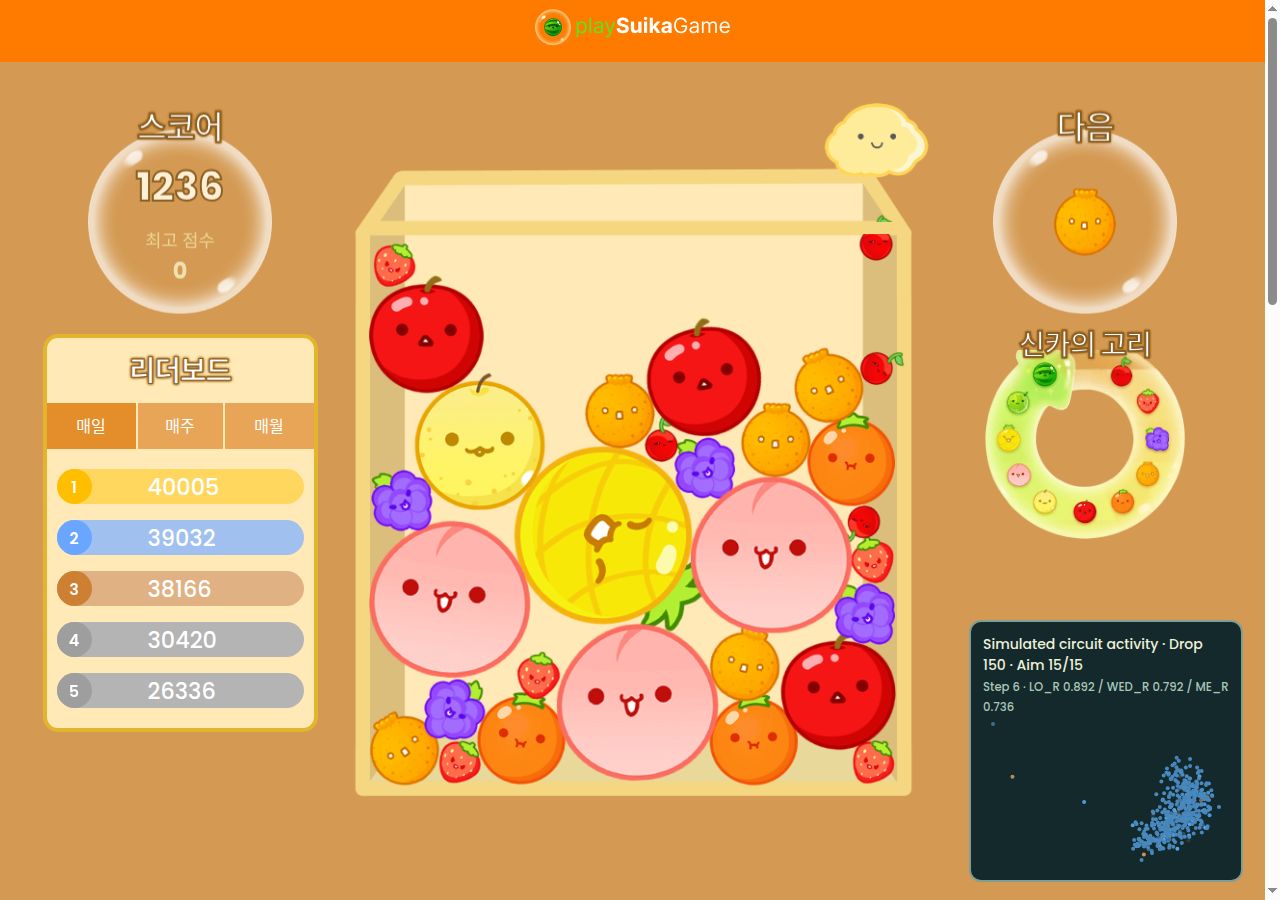 playSuikaGame
스코어
1236
최고 점수
0
리더보드
매일 매주 매월
1 40005
2 39032
3 38166
4 30420
5 26336
다음
신카의 고리
Simulated circuit activity · Drop
150 · Aim 15/15
Step 6 · LO_R 0.892 / WED_R 0.792 / ME_R
0.736